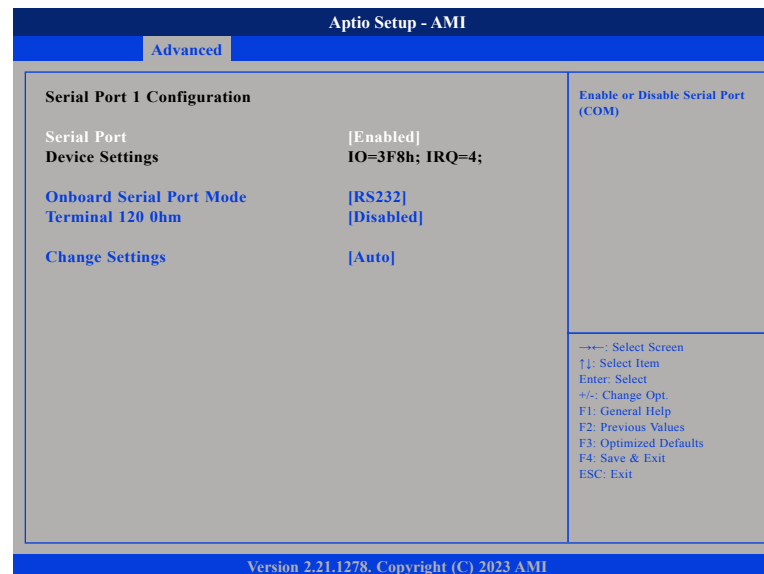 Aptio Setup - AMI
Advanced
Serial Port 1 Configuration
Serial Port [Enabled]
Device Settings IO=3F8h; IRQ=4;
Onboard Serial Port Mode [RS232]
Terminal 120 0hm [Disabled]
Change Settings [Auto]
Enable or Disable Serial Port
(COM)
→←: Select Screen
↑↓: Select Item
Enter: Select
+/-: Change Opt.
F1: General Help
F2: Previous Values
F3: Optimized Defaults
F4: Save & Exit
ESC: Exit
Version 2.21.1278. Copyright (C) 2023 AMI